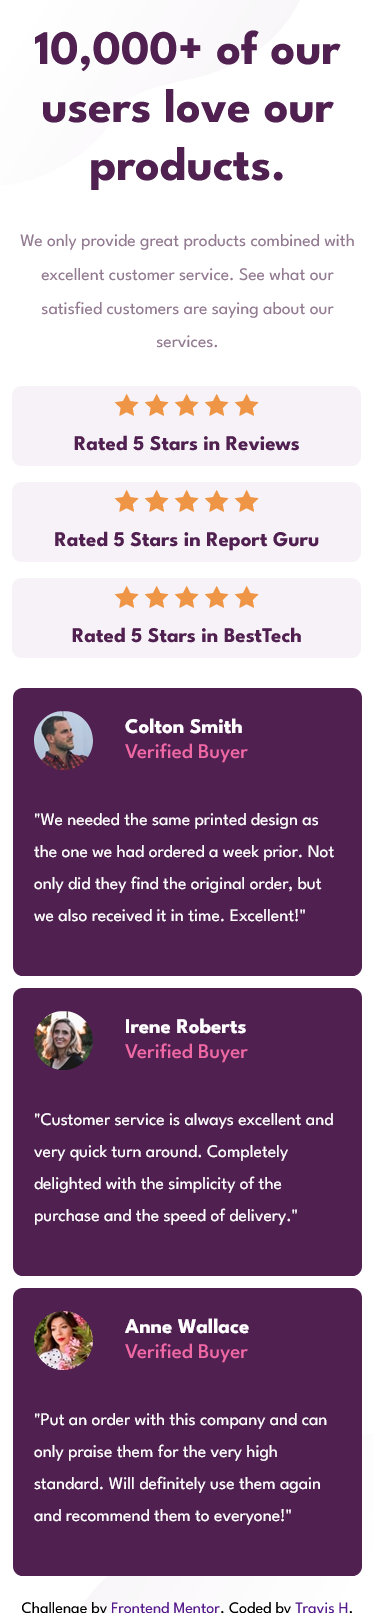 10,000+ of our
users love our
products.
We only provide great products combined with
excellent customer service. See what our
satisfied customers are saying about our
services.
Rated 5 Stars in Reviews
Rated 5 Stars in Report Guru
Rated 5 Stars in BestTech
Colton Smith
Verified Buyer
"We needed the same printed design as
the one we had ordered a week prior. Not
only did they find the original order, but
we also received it in time. Excellent!"
Irene Roberts
Verified Buyer
"Customer service is always excellent and
very quick turn around. Completely
delighted with the simplicity of the
purchase and the speed of delivery."
Anne Wallace
Verified Buyer
"Put an order with this company and can
only praise them for the very high
standard. Will definitely use them again
and recommend them to everyone!"
Challenge by Frontend Mentor. Coded by Travis H.